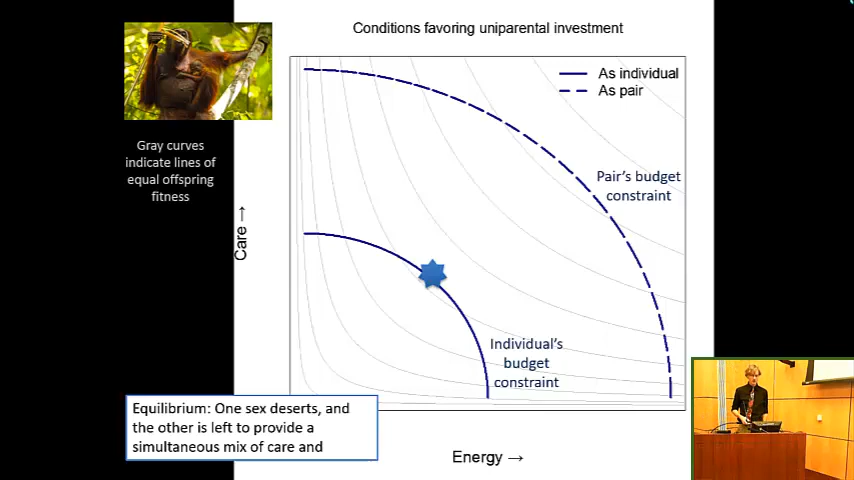 Conditions favoring uniparental investment
As individual
As pair
Gray curves
indicate lines of
equal offspring
fitness
Pair's budget
constraint
Care →
Individual's
budget
constraint
Equilibrium: One sex deserts, and
the other is left to provide a
simultaneous mix of care and
Energy →